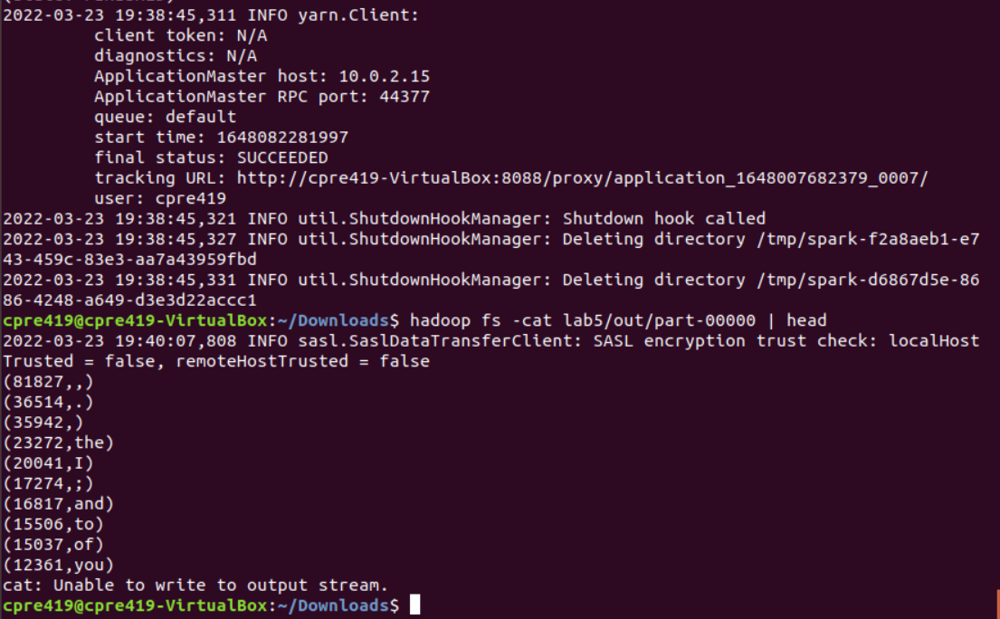 2022-03-23 19:38:45,311 INFO yarn.Client:
client token: N/A
diagnostics: N/A
ApplicationMaster host: 10.0.2.15
ApplicationMaster RPC port: 44377
queue: default
start time: 1648082281997
final status: SUCCEEDED
tracking URL: http://cpre419-VirtualBox:8088/proxy/application_1648007682379_0007/
user: cpre419
2022-03-23 19:38:45,321 INFO util.ShutdownHookManager: Shutdown hook called
2022-03-23 19:38:45,327 INFO util.ShutdownHookManager: Deleting directory /tmp/spark-f2a8aeb1-e7
43-459c-83e3-aa7a43959fbd
2022-03-23 19:38:45,331 INFO util.ShutdownHookManager: Deleting directory /tmp/spark-d6867d5e-86
86-4248-a649-d3e3d22accc1
cpre419@cpre419-VirtualBox:~/Downloads$ hadoop fs -cat lab5/out/part-00000 | head
2022-03-23 19:40:07,808 INFO sasl.SaslDataTransferClient: SASL encryption trust check: localHost
Trusted = false, remoteHostTrusted = false
(81827,,)
(36514,.)
(35942,)
(23272,the)
(20041,I)
(17274,;)
(16817,and)
(15506,to)
(15037,of)
(12361,you)
cat: Unable to write to output stream.
cpre419@cpre419-VirtualBox:~/Downloads$